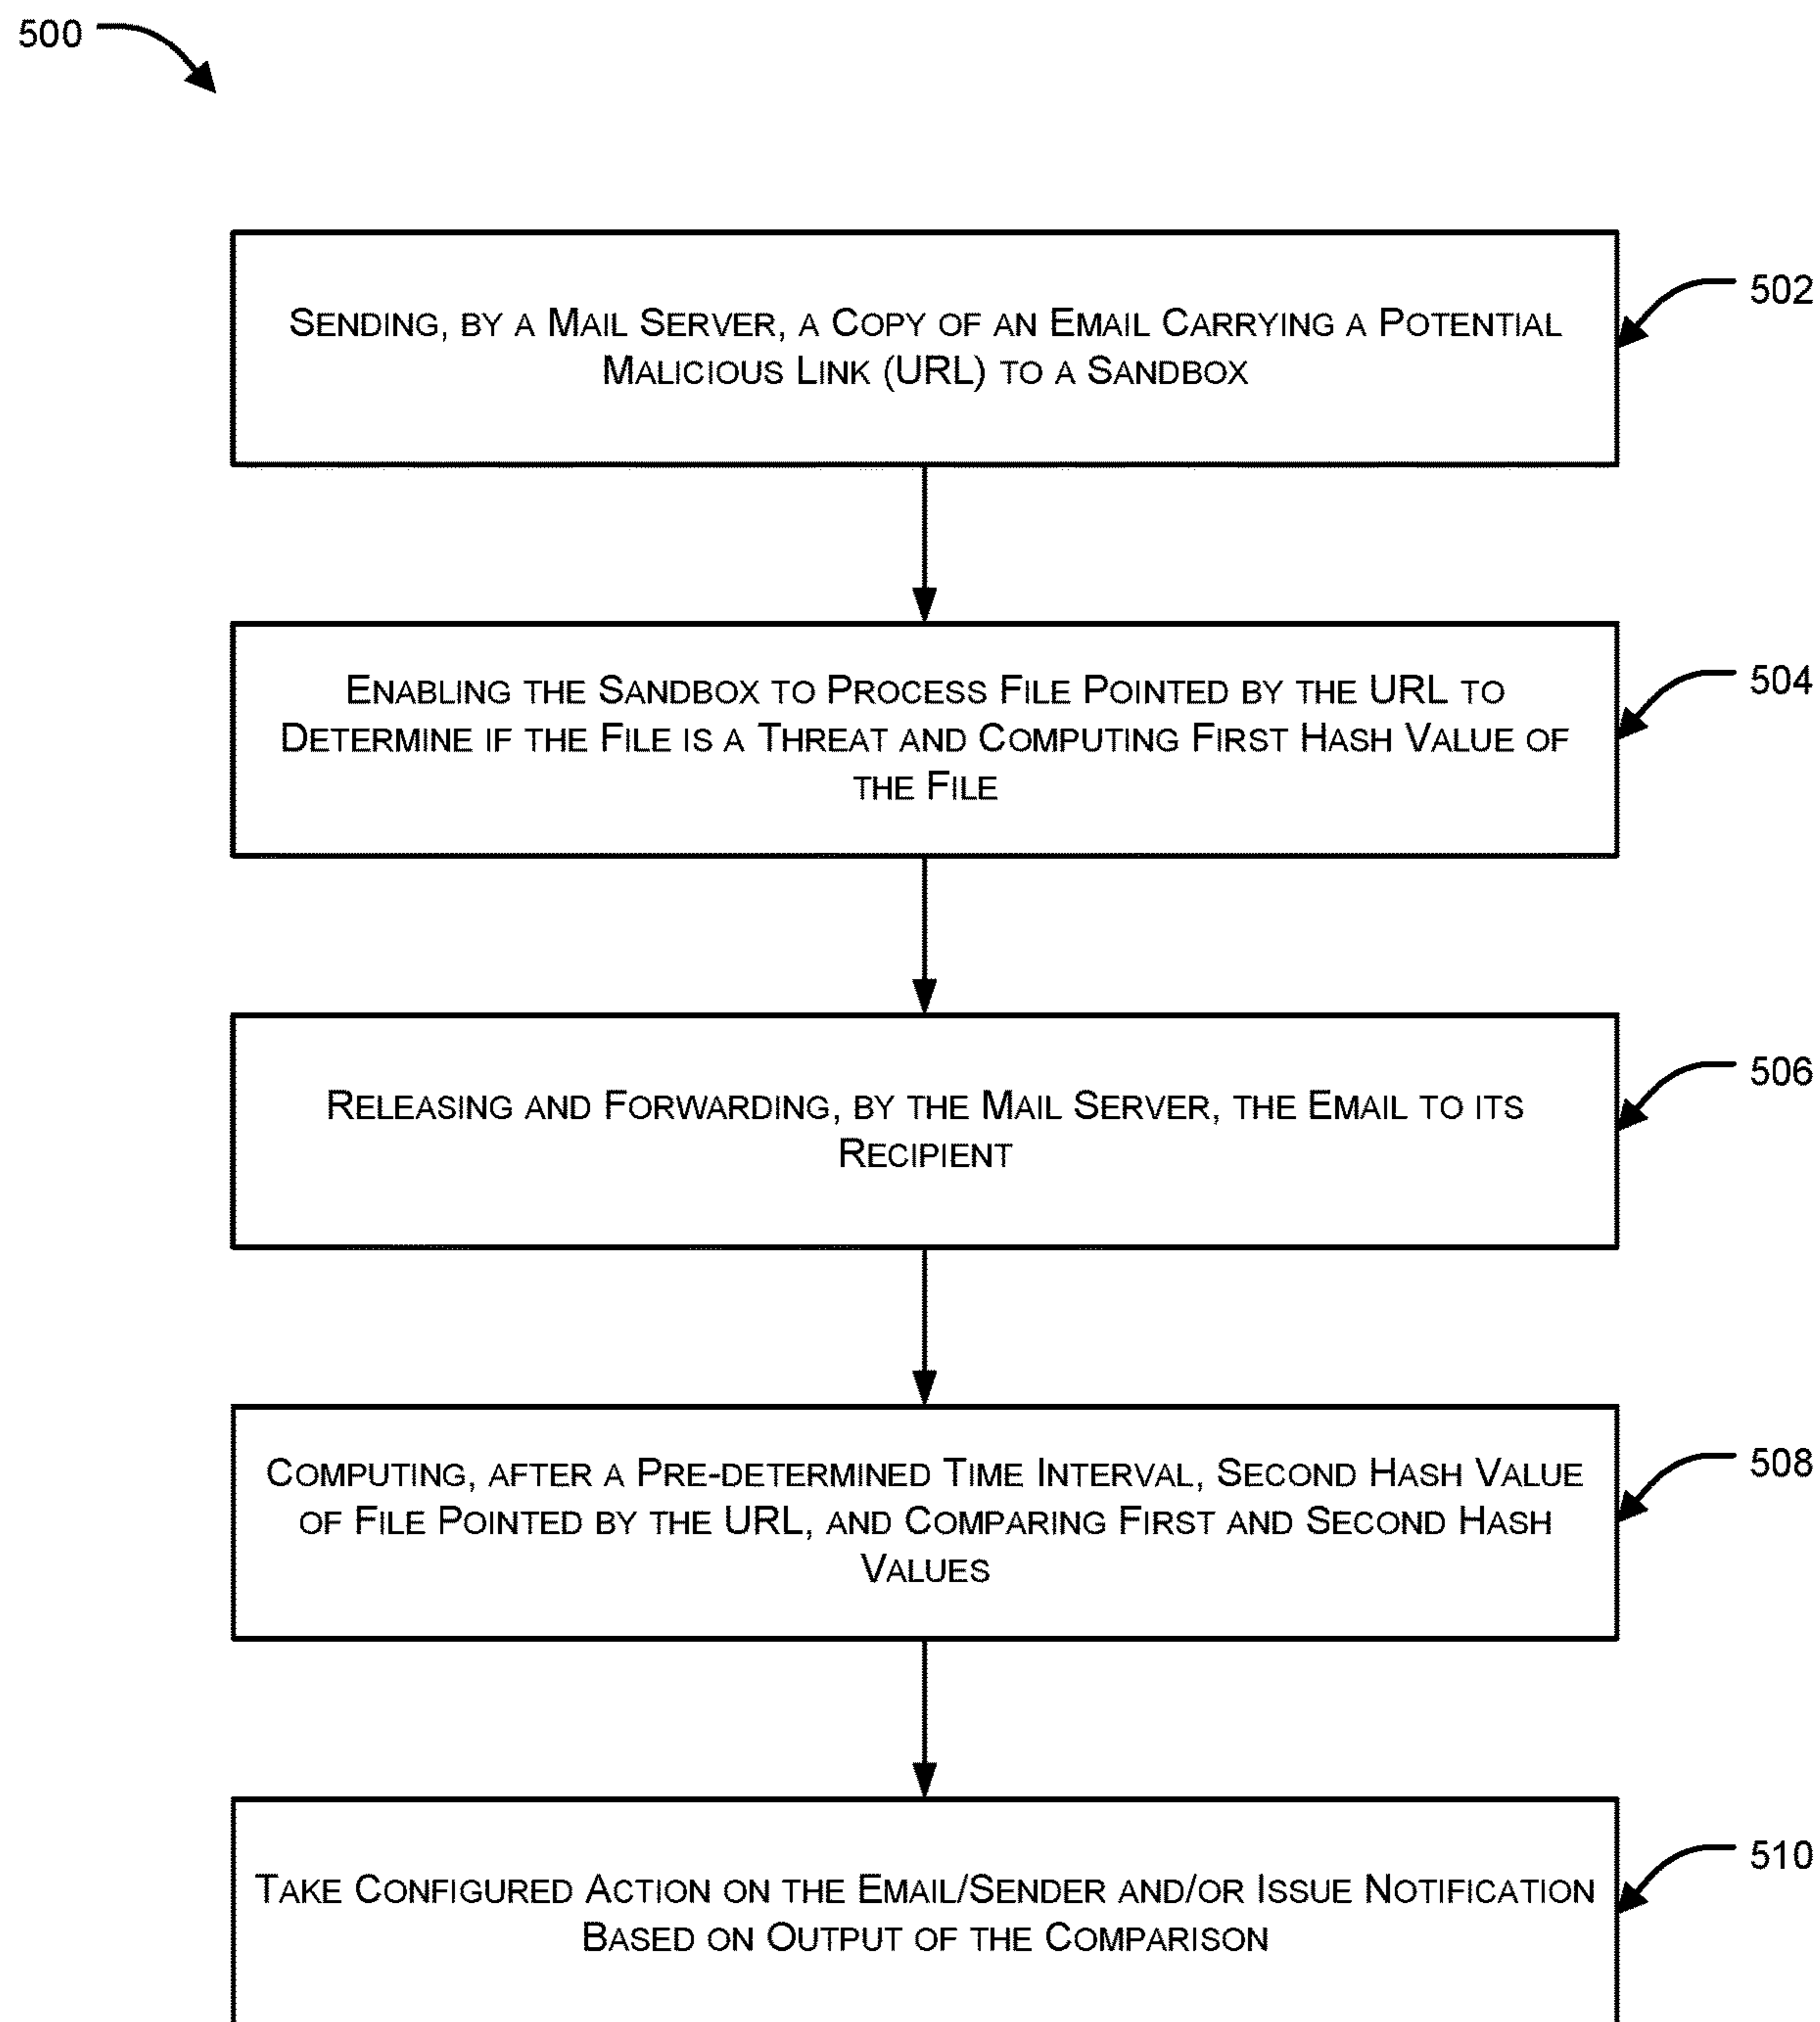 500
SENDING, BY A MAIL SERVER, A COPY OF AN EMAIL CARRYING A POTENTIAL
MALICIOUS LINK (URL) TO A SANDBOX
502
ENABLING THE SANDBOX TO PROCESS FILE POINTED BY THE URL TO
DETERMINE IF THE FILE IS A THREAT AND COMPUTING FIRST HASH VALUE OF
THE FILE
504
RELEASING AND FORWARDING, BY THE MAIL SERVER, THE EMAIL TO ITS
RECIPIENT
506
COMPUTING, AFTER A PRE-DETERMINED TIME INTERVAL, SECOND HASH VALUE
OF FILE POINTED BY THE URL, AND COMPARING FIRST AND SECOND HASH
VALUES
508
TAKE CONFIGURED ACTION ON THE EMAIL/SENDER AND/OR ISSUE NOTIFICATION
BASED ON OUTPUT OF THE COMPARISON
510